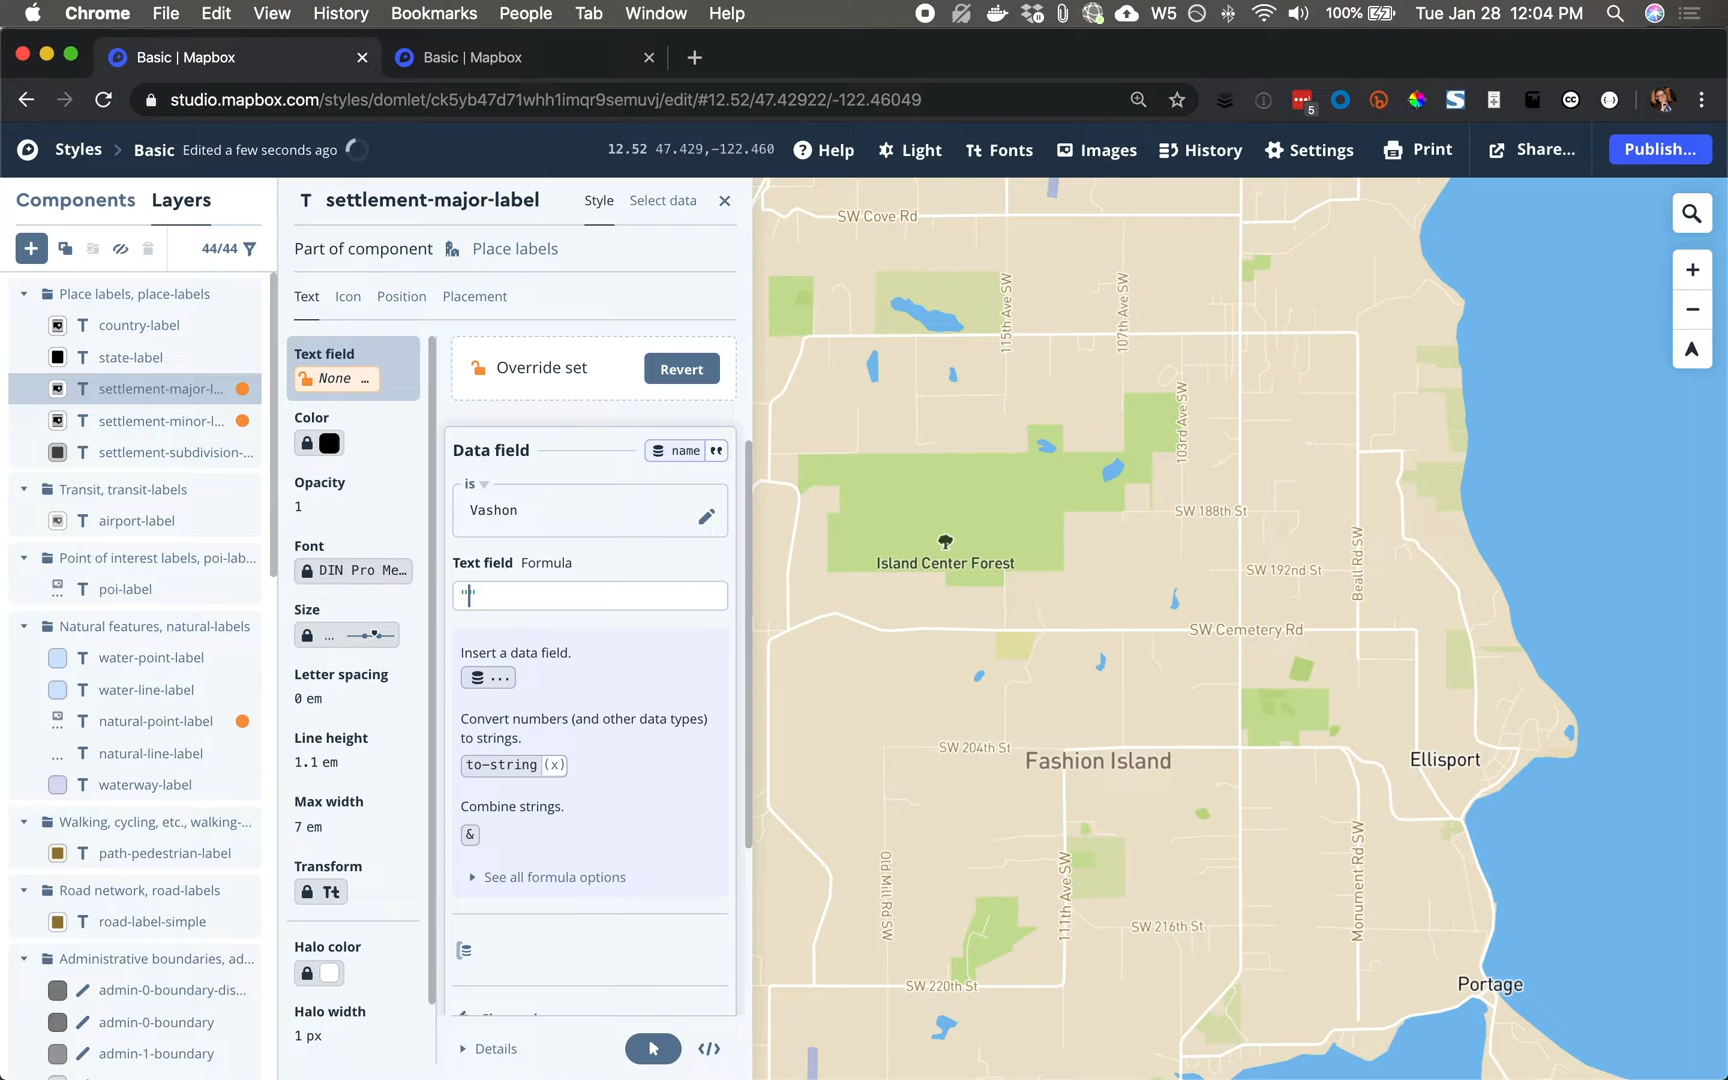 Chrome File Edit View History Bookmarks People Tab Window Help W5 100% Tue Jan 28 12:04 PM
Basic | Mapbox
Basic | Mapbox
studio.mapbox.com/styles/domlet/ck5yb47d71whh1imqr9semuvj/edit/#12.52/47.42922/-122.46049
5
Styles > Basic Edited a few seconds ago
12.52 47.429,-122.460
Help Light Fonts Images History Settings Print Share... Publish...
Components Layers
44/44
Place labels, place-labels
country-label
state-label
settlement-major-l...
settlement-minor-l...
settlement-subdivision-...
Transit, transit-labels
airport-label
Point of interest labels, poi-lab...
poi-label
Natural features, natural-labels
water-point-label
water-line-label
natural-point-label
natural-line-label
waterway-label
Walking, cycling, etc., walking-...
path-pedestrian-label
Road network, road-labels
road-label-simple
Administrative boundaries, ad...
admin-0-boundary-dis...
admin-0-boundary
admin-1-boundary
T settlement-major-label
Style Select data
Part of component Place labels
Text Icon Position Placement
Text field
None ...
Color
Opacity
1
Font
DIN Pro Me...
Size
...
Letter spacing
0 em
Line height
1.1 em
Max width
7 em
Transform
Tt
Halo color
Halo width
1 px
Override set Revert
Data field name
is
Vashon
Text field Formula
""
Insert a data field.
...
Convert numbers (and other data types)
to strings.
to-string (x)
Combine strings.
&
See all formula options
Details
</>
SW Cove Rd
115th Ave SW
107th Ave SW
103rd Ave SW
SW 188th St
Island Center Forest
SW 192nd St
Beall Rd SW
SW Cemetery Rd
SW 204th St
Fashion Island
Ellisport
Old Mill Rd SW
111th Ave SW
Monument Rd SW
SW 216th St
SW 220th St
Portage